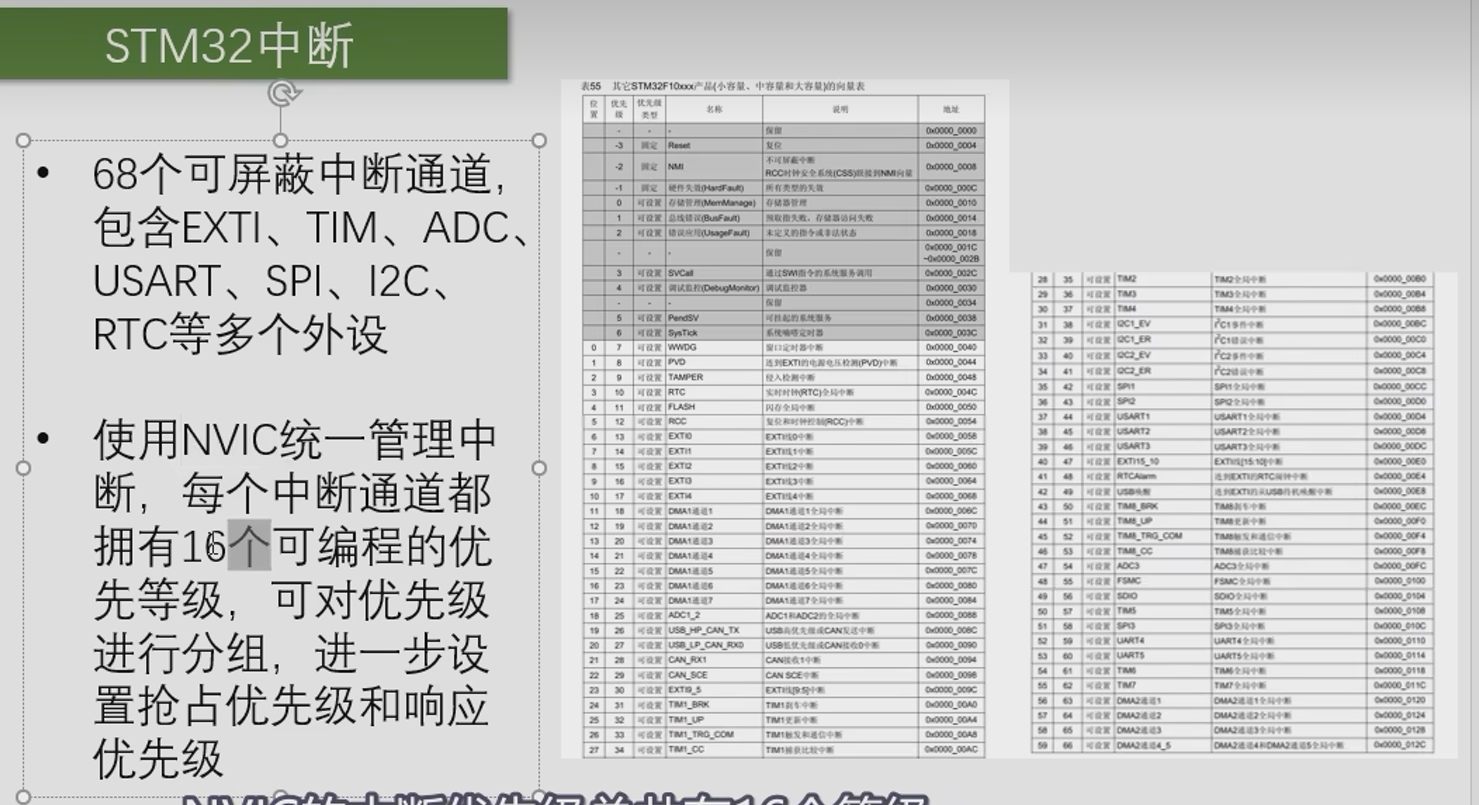 STM32中断
• 68个可屏蔽中断通道，
包含EXTI、TIM、ADC、
USART、SPI、I2C、
RTC等多个外设
• 使用NVIC统一管理中
断，每个中断通道都
拥有16个可编程的优
先等级，可对优先级
进行分组，进一步设
置抢占优先级和响应
优先级
表55 其它STM32F10xxx产品(小容量、中容量和大容量)的向量表
位置 优先级 优先级类型 名称 说明 地址
- - - 保留 0x0000_0000
-3 固定 Reset 复位 0x0000_0004
-2 固定 NMI 不可屏蔽中断 RCC时钟安全系统(CSS)联接到NMI向量 0x0000_0008
-1 固定 硬件失效(HardFault) 所有类型的失效 0x0000_000C
0 可设置 存储管理(MemManage) 存储器管理 0x0000_0010
1 可设置 总线错误(BusFault) 预取指失败，存储器访问失败 0x0000_0014
2 可设置 错误应用(UsageFault) 未定义的指令或非法状态 0x0000_0018
- - - 保留 0x0000_001C ~0x0000_002B
3 可设置 SVCall 通过SWI指令的系统服务调用 0x0000_002C
4 可设置 调试监控(DebugMonitor) 调试监控器 0x0000_0030
- - - 保留 0x0000_0034
5 可设置 PendSV 可挂起的系统服务 0x0000_0038
6 可设置 SysTick 系统嘀嗒定时器 0x0000_003C
0 7 可设置 WWDG 窗口定时器中断 0x0000_0040
1 8 可设置 PVD 连到EXTI的电源电压检测(PVD)中断 0x0000_0044
2 9 可设置 TAMPER 侵入检测中断 0x0000_0048
3 10 可设置 RTC 实时时钟(RTC)全局中断 0x0000_004C
4 11 可设置 FLASH 闪存全局中断 0x0000_0050
5 12 可设置 RCC 复位和时钟控制(RCC)中断 0x0000_0054
6 13 可设置 EXTI0 EXTI线0中断 0x0000_0058
7 14 可设置 EXTI1 EXTI线1中断 0x0000_005C
8 15 可设置 EXTI2 EXTI线2中断 0x0000_0060
9 16 可设置 EXTI3 EXTI线3中断 0x0000_0064
10 17 可设置 EXTI4 EXTI线4中断 0x0000_0068
11 18 可设置 DMA1通道1 DMA1通道1全局中断 0x0000_006C
12 19 可设置 DMA1通道2 DMA1通道2全局中断 0x0000_0070
13 20 可设置 DMA1通道3 DMA1通道3全局中断 0x0000_0074
14 21 可设置 DMA1通道4 DMA1通道4全局中断 0x0000_0078
15 22 可设置 DMA1通道5 DMA1通道5全局中断 0x0000_007C
16 23 可设置 DMA1通道6 DMA1通道6全局中断 0x0000_0080
17 24 可设置 DMA1通道7 DMA1通道7全局中断 0x0000_0084
18 25 可设置 ADC1_2 ADC1和ADC2的全局中断 0x0000_0088
19 26 可设置 USB_HP_CAN_TX USB高优先级或CAN发送中断 0x0000_008C
20 27 可设置 USB_LP_CAN_RX0 USB低优先级或CAN接收0中断 0x0000_0090
21 28 可设置 CAN_RX1 CAN接收1中断 0x0000_0094
22 29 可设置 CAN_SCE CAN SCE中断 0x0000_0098
23 30 可设置 EXTI9_5 EXTI线[9:5]中断 0x0000_009C
24 31 可设置 TIM1_BRK TIM1刹车中断 0x0000_00A0
25 32 可设置 TIM1_UP TIM1更新中断 0x0000_00A4
26 33 可设置 TIM1_TRG_COM TIM1触发和通信中断 0x0000_00A8
27 34 可设置 TIM1_CC TIM1捕获比较中断 0x0000_00AC
28 35 可设置 TIM2 TIM2全局中断 0x0000_00B0
29 36 可设置 TIM3 TIM3全局中断 0x0000_00B4
30 37 可设置 TIM4 TIM4全局中断 0x0000_00B8
31 38 可设置 I2C1_EV I²C1事件中断 0x0000_00BC
32 39 可设置 I2C1_ER I²C1错误中断 0x0000_00C0
33 40 可设置 I2C2_EV I²C2事件中断 0x0000_00C4
34 41 可设置 I2C2_ER I²C2错误中断 0x0000_00C8
35 42 可设置 SPI1 SPI1全局中断 0x0000_00CC
36 43 可设置 SPI2 SPI2全局中断 0x0000_00D0
37 44 可设置 USART1 USART1全局中断 0x0000_00D4
38 45 可设置 USART2 USART2全局中断 0x0000_00D8
39 46 可设置 USART3 USART3全局中断 0x0000_00DC
40 47 可设置 EXTI15_10 EXTI线[15:10]中断 0x0000_00E0
41 48 可设置 RTCAlarm 连到EXTI的RTC闹钟中断 0x0000_00E4
42 49 可设置 USB唤醒 连到EXTI的从USB待机唤醒中断 0x0000_00E8
43 50 可设置 TIM8_BRK TIM8刹车中断 0x0000_00EC
44 51 可设置 TIM8_UP TIM8更新中断 0x0000_00F0
45 52 可设置 TIM8_TRG_COM TIM8触发和通信中断 0x0000_00F4
46 53 可设置 TIM8_CC TIM8捕获比较中断 0x0000_00F8
47 54 可设置 ADC3 ADC3全局中断 0x0000_00FC
48 55 可设置 FSMC FSMC全局中断 0x0000_0100
49 56 可设置 SDIO SDIO全局中断 0x0000_0104
50 57 可设置 TIM5 TIM5全局中断 0x0000_0108
51 58 可设置 SPI3 SPI3全局中断 0x0000_010C
52 59 可设置 UART4 UART4全局中断 0x0000_0110
53 60 可设置 UART5 UART5全局中断 0x0000_0114
54 61 可设置 TIM6 TIM6全局中断 0x0000_0118
55 62 可设置 TIM7 TIM7全局中断 0x0000_011C
56 63 可设置 DMA2通道1 DMA2通道1全局中断 0x0000_0120
57 64 可设置 DMA2通道2 DMA2通道2全局中断 0x0000_0124
58 65 可设置 DMA2通道3 DMA2通道3全局中断 0x0000_0128
59 66 可设置 DMA2通道4_5 DMA2通道4和DMA2通道5全局中断 0x0000_012C
NVIC的中断优先级总共有16个等级